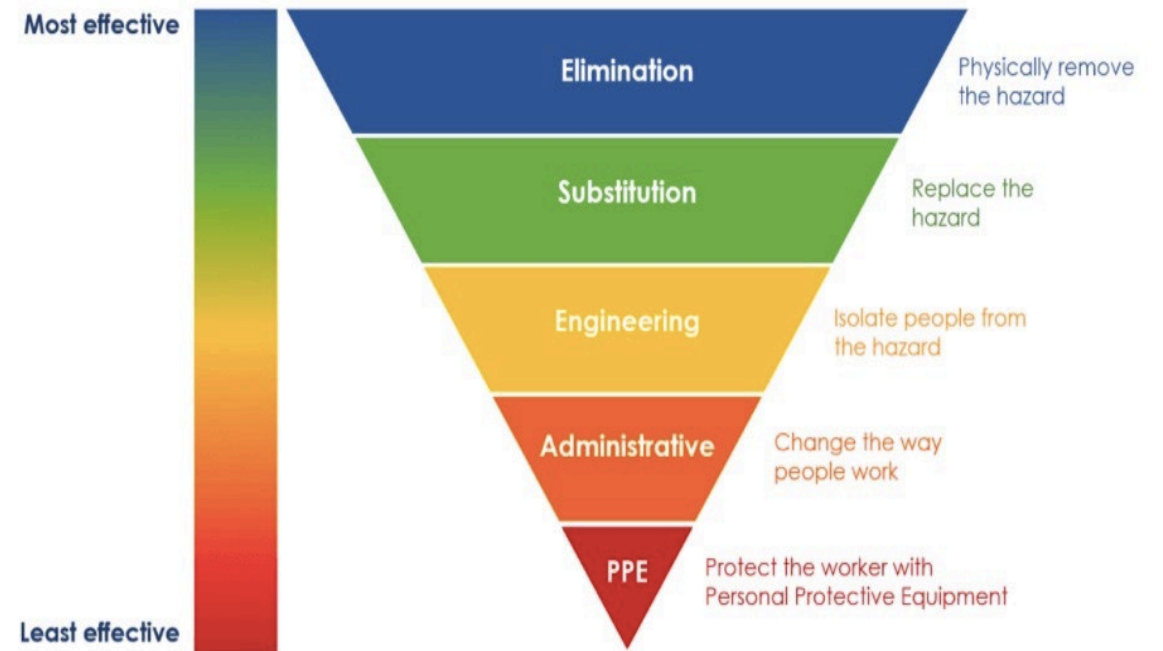 Most effective
Elimination
Physically remove
the hazard
Substitution
Replace the
hazard
Engineering
Isolate people from
the hazard
Administrative
Change the way
people work
PPE
Protect the worker with
Personal Protective Equipment
Least effective